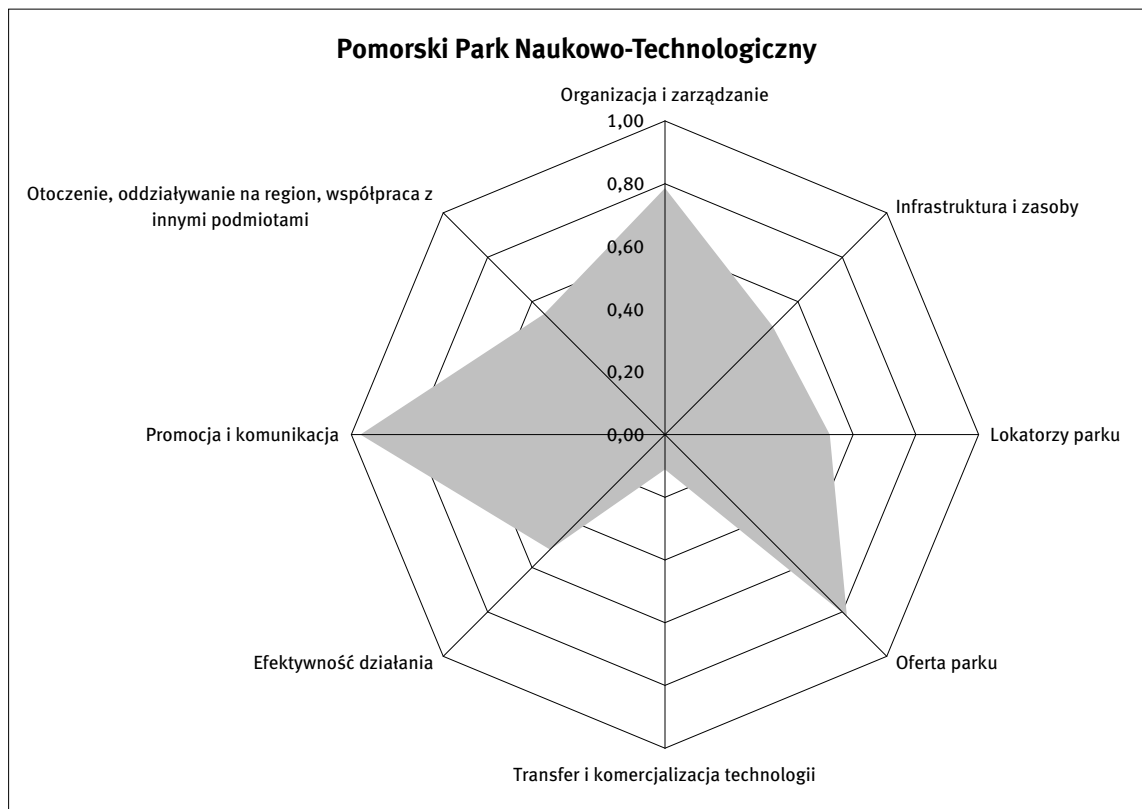 Pomorski Park Naukowo-Technologiczny
Organizacja i zarządzanie
1,00
0,80
0,60
0,40
0,20
0,00
Otoczenie, oddziaływanie na region, współpraca z
innymi podmiotami
Infrastruktura i zasoby
Promocja i komunikacja
Lokatorzy parku
Efektywność działania
Oferta parku
Transfer i komercjalizacja technologii